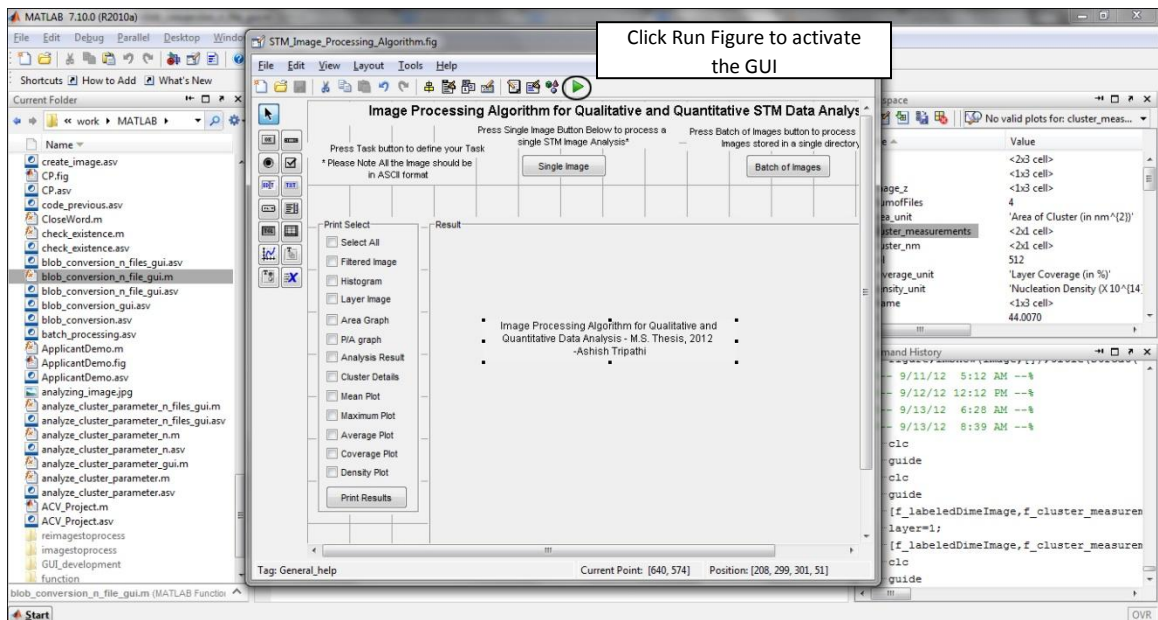 MATLAB 7.10.0 (R2010a)
File Edit Debug Parallel Desktop Window
Shortcuts How to Add What's New
Current Folder
« work ▸ MATLAB ▸
Name
create_image.asv
CP.fig
CP.asv
code_previous.asv
CloseWord.m
check_existence.m
check_existence.asv
blob_conversion_n_files_gui.asv
blob_conversion_n_file_gui.m
blob_conversion_n_file_gui.asv
blob_conversion_gui.asv
blob_conversion.asv
batch_processing.asv
ApplicantDemo.m
ApplicantDemo.fig
ApplicantDemo.asv
analyzing_image.jpg
analyze_cluster_parameter_n_files_gui.m
analyze_cluster_parameter_n_files_gui.asv
analyze_cluster_parameter_n.m
analyze_cluster_parameter_n.asv
analyze_cluster_parameter_gui.m
analyze_cluster_parameter.m
analyze_cluster_parameter.asv
ACV_Project.m
ACV_Project.asv
reimagestoprocess
imagestoprocess
GUI_development
function
blob_conversion_n_file_gui.m (MATLAB Functio
Start
STM_Image_Processing_Algorithm.fig
File Edit View Layout Tools Help
Click Run Figure to activate
the GUI
Image Processing Algorithm for Qualitative and Quantitative STM Data Analys
Press Task button to define your Task
* Please Note All the Image should be
in ASCII format
Press Single Image Button Below to process a
single STM Image Analysis*
Single Image
Press Batch of Images button to process
Images stored in a single directory
Batch of Images
Print Select
Select All
Filtered Image
Histogram
Layer Image
Area Graph
P/A graph
Analysis Result
Cluster Details
Mean Plot
Maximum Plot
Average Plot
Coverage Plot
Density Plot
Print Results
Result
Image Processing Algorithm for Qualitative and
Quantitative Data Analysis - M.S. Thesis, 2012
-Ashish Tripathi
Tag: General_help
Current Point: [640, 574]
Position: [208, 299, 301, 51]
space
No valid plots for: cluster_meas...
Value
<2x3 cell>
<1x3 cell>
age_z <1x3 cell>
umofFiles 4
ea_unit 'Area of Cluster (in nm^{2})'
uster_measurements <2x1 cell>
uster_nm <2x1 cell>
512
verage_unit 'Layer Coverage (in %)'
nsity_unit 'Nucleation Density (X 10^{14
ame <1x3 cell>
44.0070
mand History
-- 9/11/12 5:12 AM --%
-- 9/12/12 12:12 PM --%
-- 9/13/12 6:28 AM --%
-- 9/13/12 8:39 AM --%
clc
guide
clc
guide
[f_labeledDimeImage,f_cluster_measurem
layer=1;
[f_labeledDimeImage,f_cluster_measurem
clc
guide
OVR